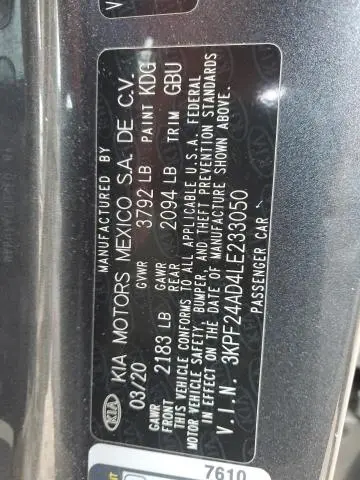 MANUFACTURED BY
KIA KIA MOTORS MEXICO S.A. DE C.V.
03/20 GVWR 3792 LB PAINT KDG
GAWR FRONT 2183 LB GAWR REAR 2094 LB TRIM GBU
THIS VEHICLE CONFORMS TO ALL APPLICABLE U.S.A. FEDERAL
MOTOR VEHICLE SAFETY, BUMPER, AND THEFT PREVENTION STANDARDS
IN EFFECT ON THE DATE OF MANUFACTURE SHOWN ABOVE.
V.I.N. 3KPF24AD4LE233050
PASSENGER CAR
7610
V